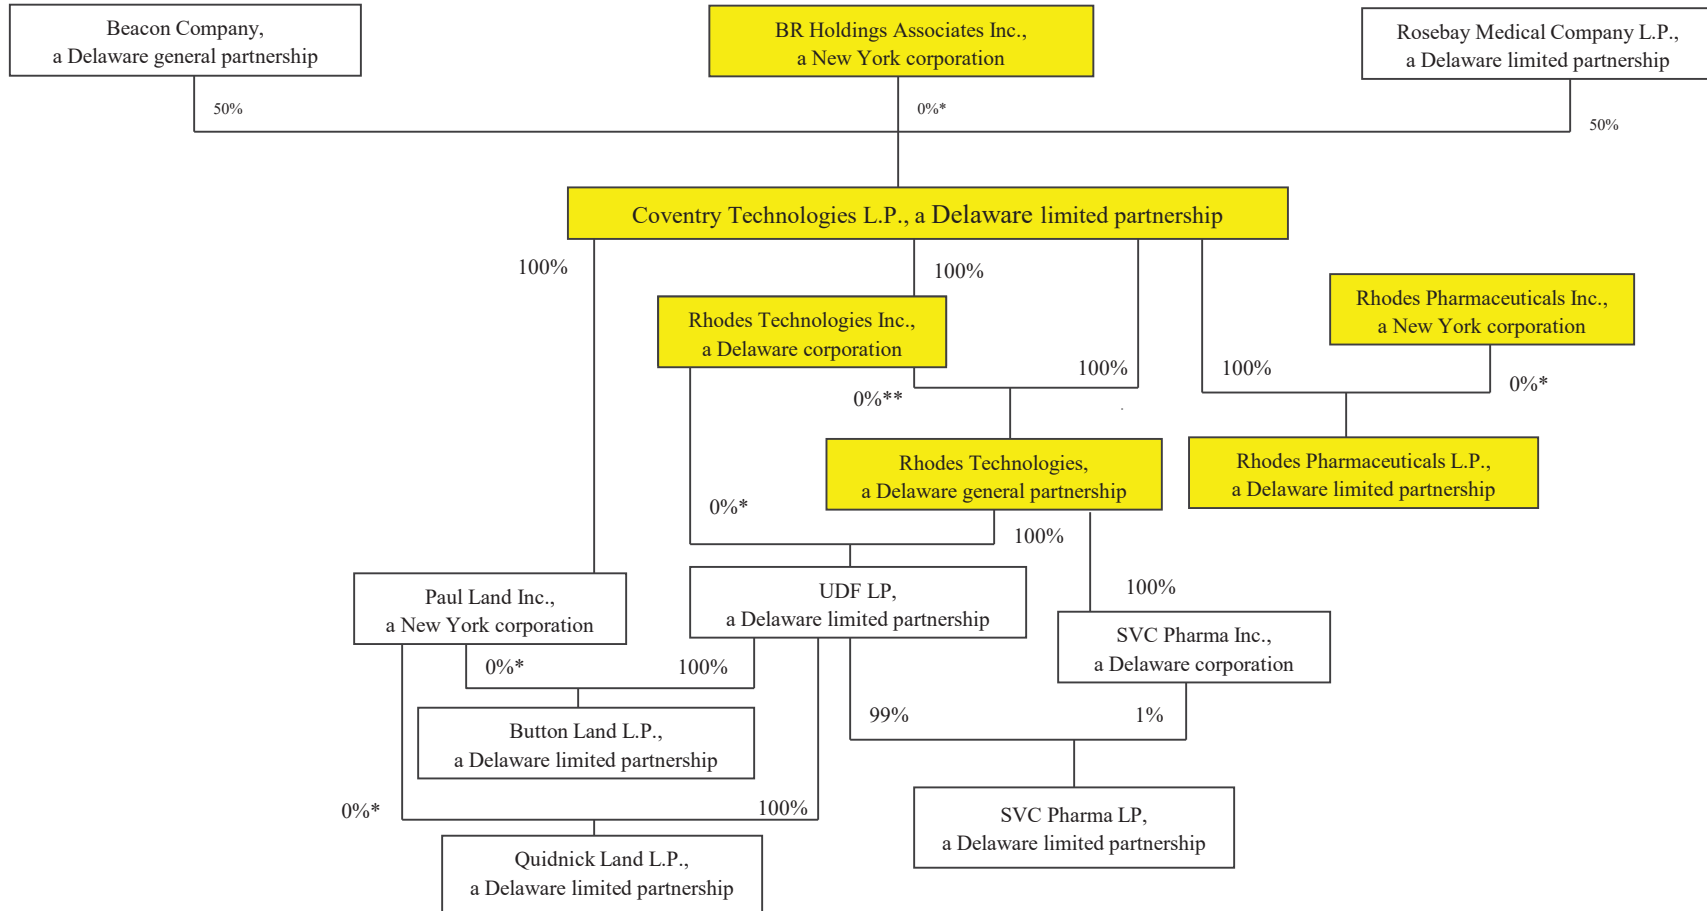 Beacon Company,
a Delaware general partnership
BR Holdings Associates Inc.,
a New York corporation
Rosebay Medical Company L.P.,
a Delaware limited partnership
50%
0%*
50%
Coventry Technologies L.P., a Delaware limited partnership
100%
100%
Rhodes Technologies Inc.,
a Delaware corporation
Rhodes Pharmaceuticals Inc.,
a New York corporation
100%
100%
0%*
0%**
Rhodes Technologies,
a Delaware general partnership
Rhodes Pharmaceuticals L.P.,
a Delaware limited partnership
0%*
100%
Paul Land Inc.,
a New York corporation
UDF LP,
a Delaware limited partnership
100%
SVC Pharma Inc.,
a Delaware corporation
0%*
100%
99%
1%
Button Land L.P.,
a Delaware limited partnership
0%*
100%
SVC Pharma LP,
a Delaware limited partnership
Quidnick Land L.P.,
a Delaware limited partnership